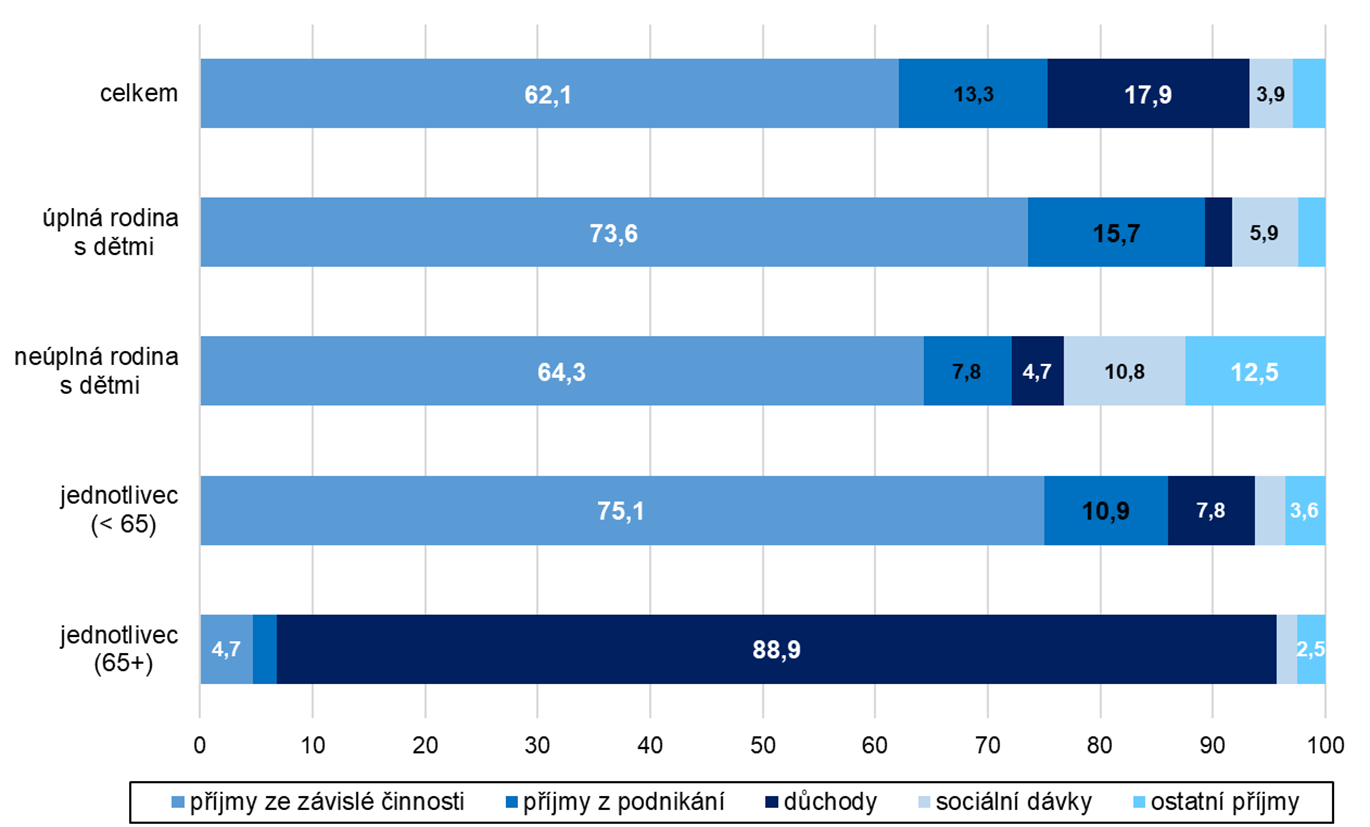 celkem
62,1 13,3 17,9 3,9
úplná rodina
s dětmi
73,6 15,7 5,9
neúplná rodina
s dětmi
64,3 7,8 4,7 10,8 12,5
jednotlivec
(< 65)
75,1 10,9 7,8 3,6
jednotlivec
(65+)
4,7 88,9 2,5
0 10 20 30 40 50 60 70 80 90 100
příjmy ze závislé činnosti příjmy z podnikání důchody sociální dávky ostatní příjmy